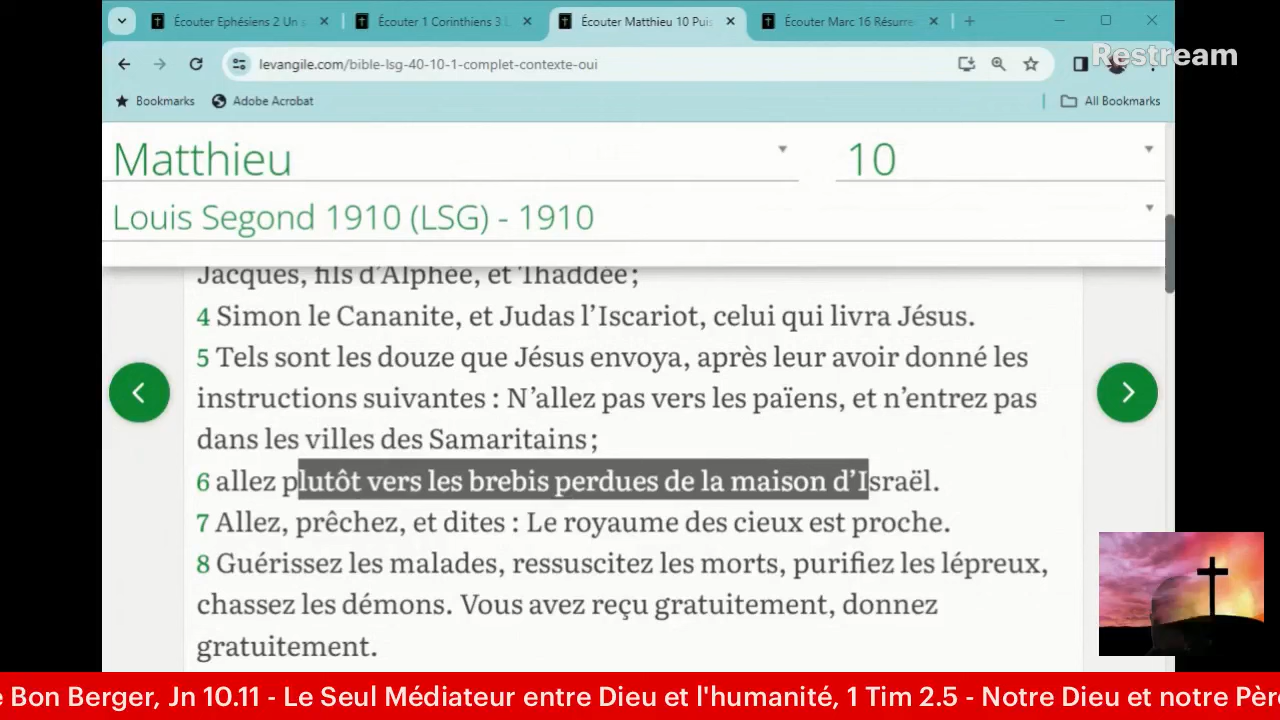 Écouter Ephésiens 2 Un s
Écouter 1 Corinthiens 3 L
Écouter Matthieu 10 Puis
Écouter Marc 16 Résurre
levangile.com/bible-lsg-40-10-1-complet-contexte-oui
Restream
Bookmarks
Adobe Acrobat
All Bookmarks
Matthieu
10
Louis Segond 1910 (LSG) - 1910
Jacques, fils d’Alphée, et Thaddée ;
4 Simon le Cananite, et Judas l’Iscariot, celui qui livra Jésus.
5 Tels sont les douze que Jésus envoya, après leur avoir donné les
instructions suivantes : N’allez pas vers les païens, et n’entrez pas
dans les villes des Samaritains ;
6 allez plutôt vers les brebis perdues de la maison d’Israël.
7 Allez, prêchez, et dites : Le royaume des cieux est proche.
8 Guérissez les malades, ressuscitez les morts, purifiez les lépreux,
chassez les démons. Vous avez reçu gratuitement, donnez
gratuitement.
e Bon Berger, Jn 10.11 - Le Seul Médiateur entre Dieu et l'humanité, 1 Tim 2.5 - Notre Dieu et notre Pèr